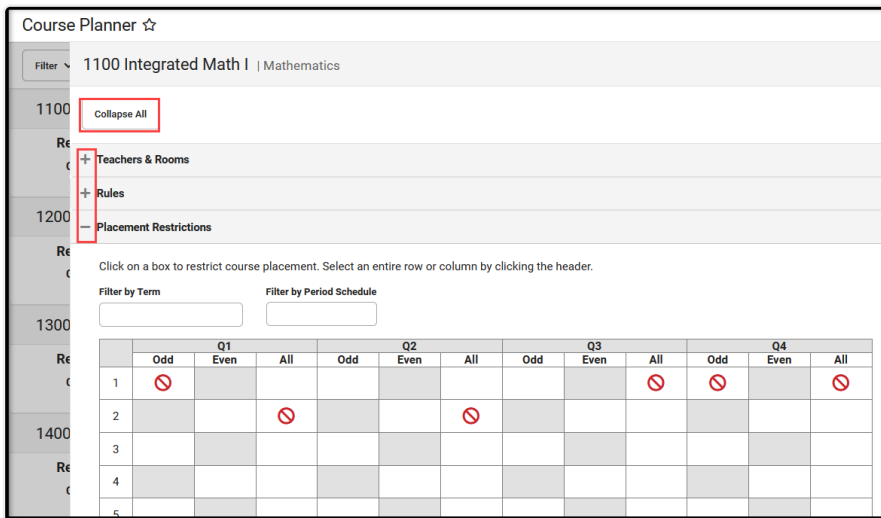 Course Planner
Filter
1100 Integrated Math I | Mathematics
1100
Collapse All
Re
Teachers & Rooms
Rules
1200
Placement Restrictions
Re
Click on a box to restrict course placement. Select an entire row or column by clicking the header.
Filter by Term Filter by Period Schedule
1300
Q1 Q2 Q3 Q4
Re
Odd Even All Odd Even All Odd Even All Odd Even All
1
2
1400
3
Re
4
5